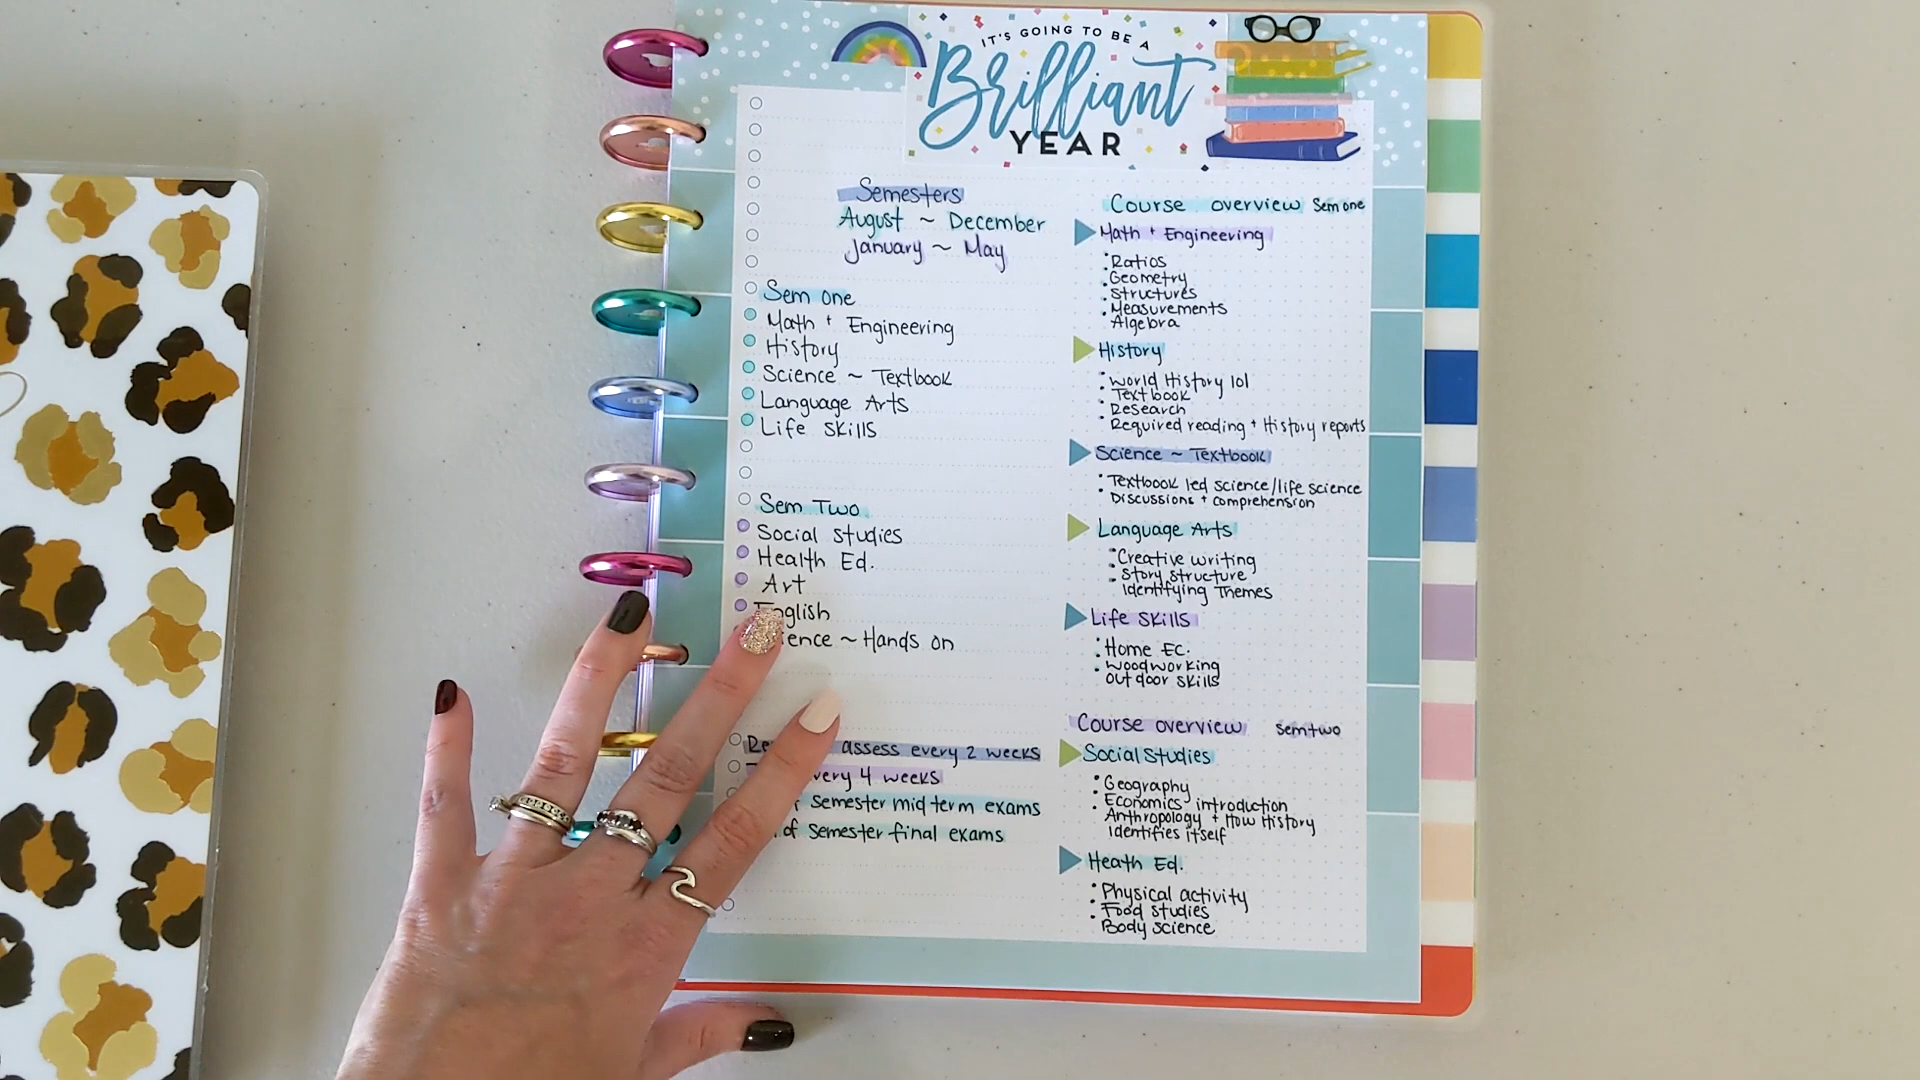 IT'S GOING TO BE A
Brilliant
YEAR
Semesters
August ~ December
January ~ May
Sem one
Math + Engineering
History
Science ~ Textbook
Language Arts
Life Skills
Sem Two
Social Studies
Health Ed.
Art
English
ience ~ Hands on
Re assess every 2 weeks
very 4 weeks
Semester mid term exams
of Semester final exams
Course overview Sem one
Math + Engineering
Ratios
Geometry
Structures
Measurements
Algebra
History
World History 101
Textbook
Research
Required reading + History reports
Science ~ Textbook
Textbook led science/life science
Discussions + comprehension
Language Arts
Creative writing
Story structure
Identifying Themes
Life Skills
Home EC.
Woodworking
Outdoor skills
Course overview Sem two
Social Studies
Geography
Economics introduction
Anthropology + How History
Identifies itself
Heath Ed.
Physical activity
Food studies
Body science